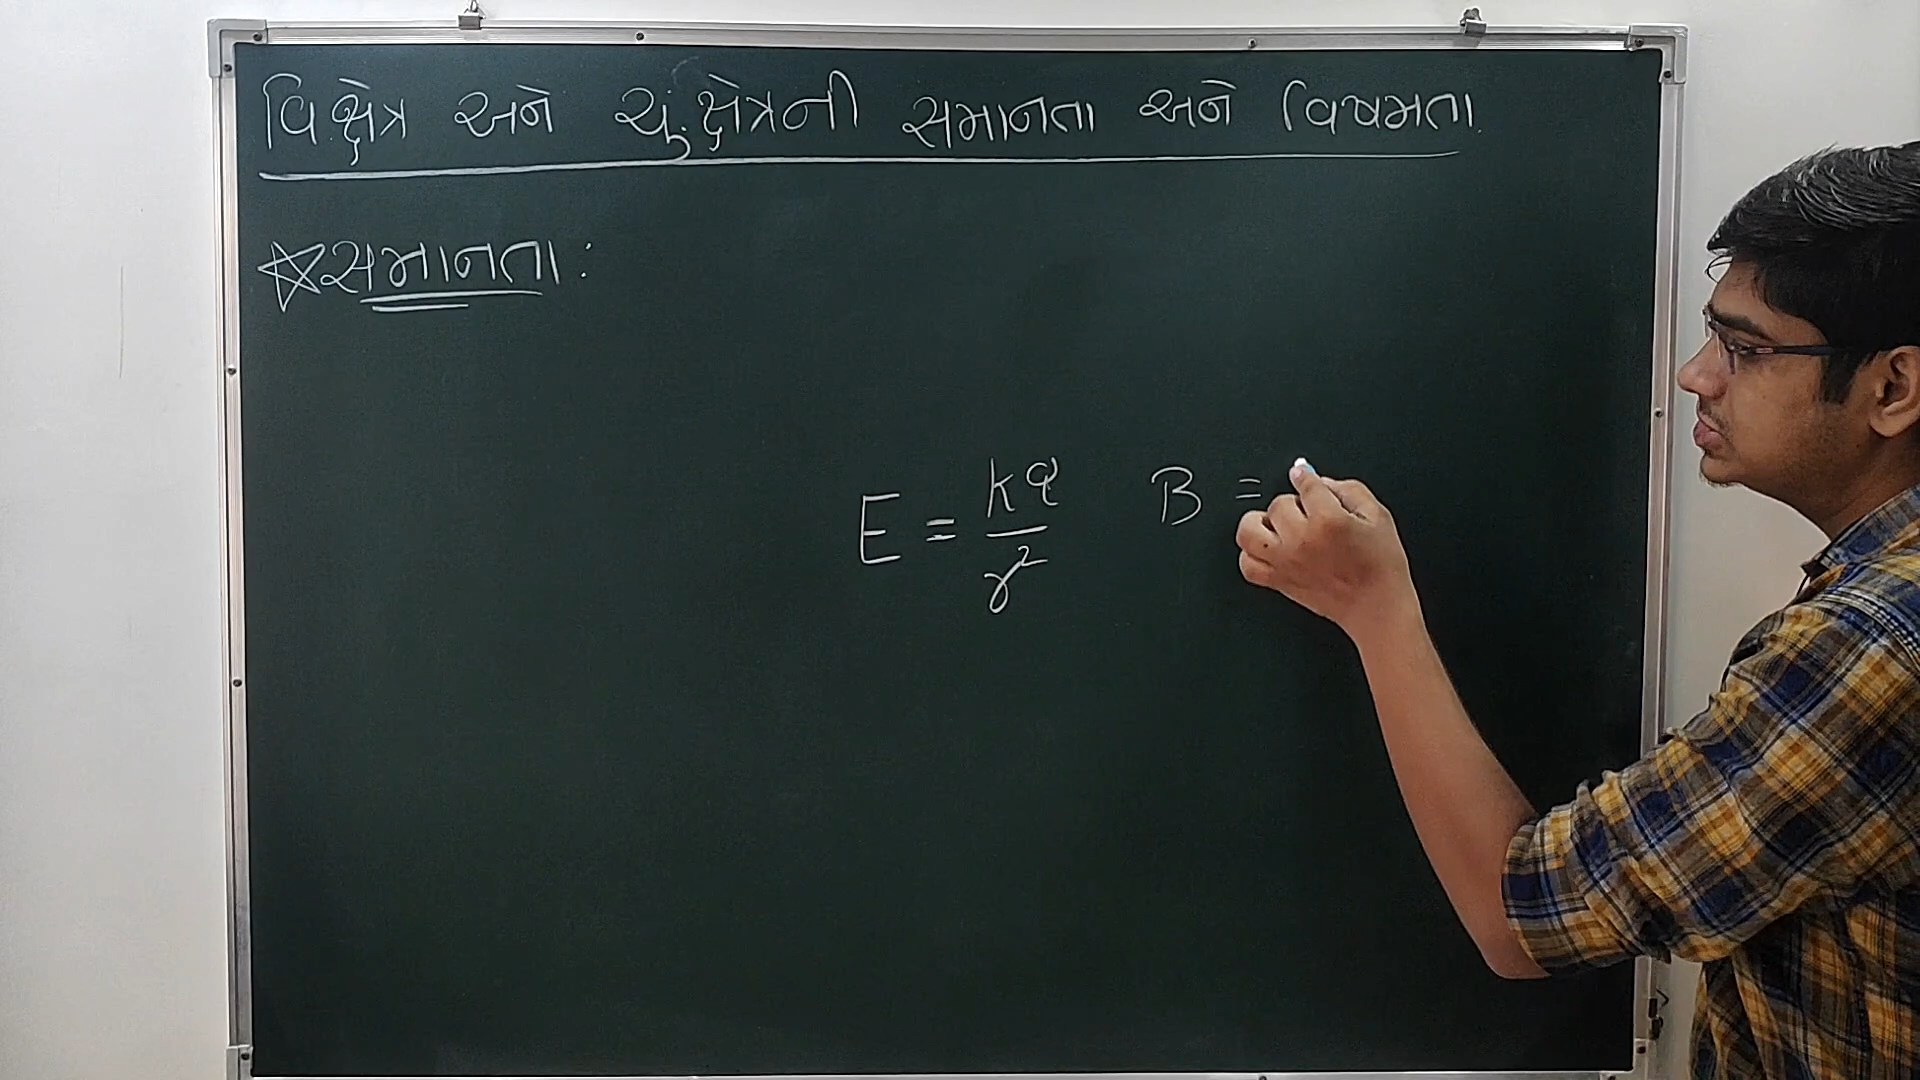 વિ.ક્ષેત્ર અને ચું.ક્ષેત્રની સમાનતા અને વિષમતા.
☆સમાનતા :
E = kq / r² B =